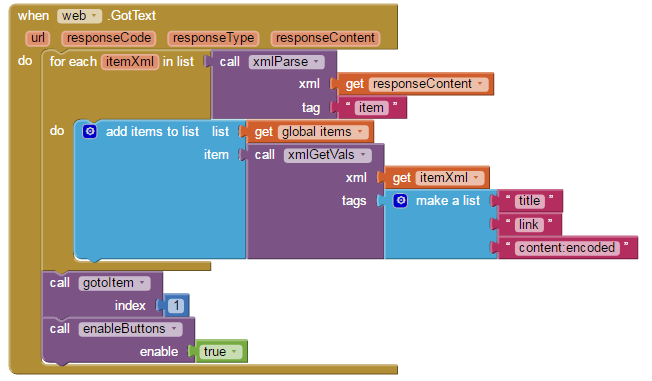 when web .GotText
url responseCode responseType responseContent
do for each itemXml in list call xmlParse
xml get responseContent
tag " item "
do add items to list list get global items
item call xmlGetVals
xml get itemXml
tags make a list " title "
" link "
" content:encoded "
call gotoItem
index 1
call enableButtons
enable true